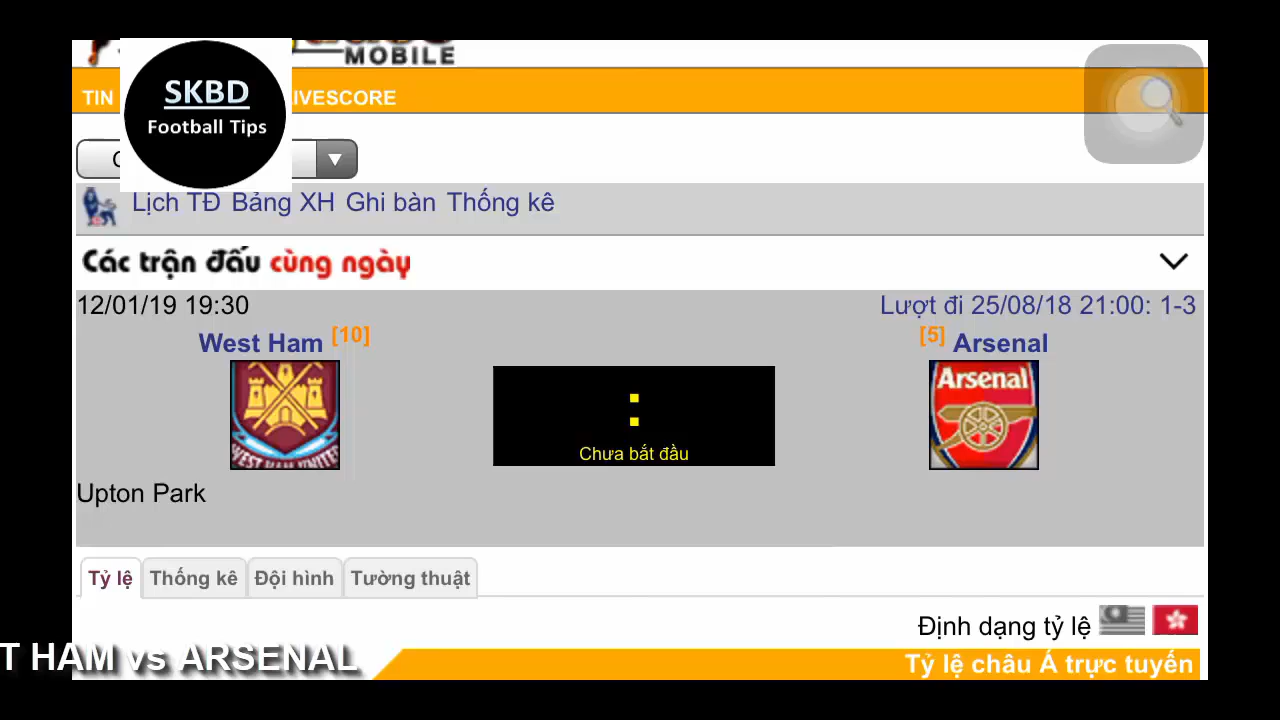 MOBILE
SKBD
Football Tips
TIN
IVESCORE
Lịch TĐ Bảng XH Ghi bàn Thống kê
Các trận đấu cùng ngày
12/01/19 19:30
Lượt đi 25/08/18 21:00: 1-3
West Ham [10]
[5] Arsenal
WEST HAM UNITED
:
Arsenal
Chưa bắt đầu
Upton Park
Tỷ lệ Thống kê Đội hình Tường thuật
Định dạng tỷ lệ
T HAM vs ARSENAL
Tỷ lệ châu Á trực tuyến